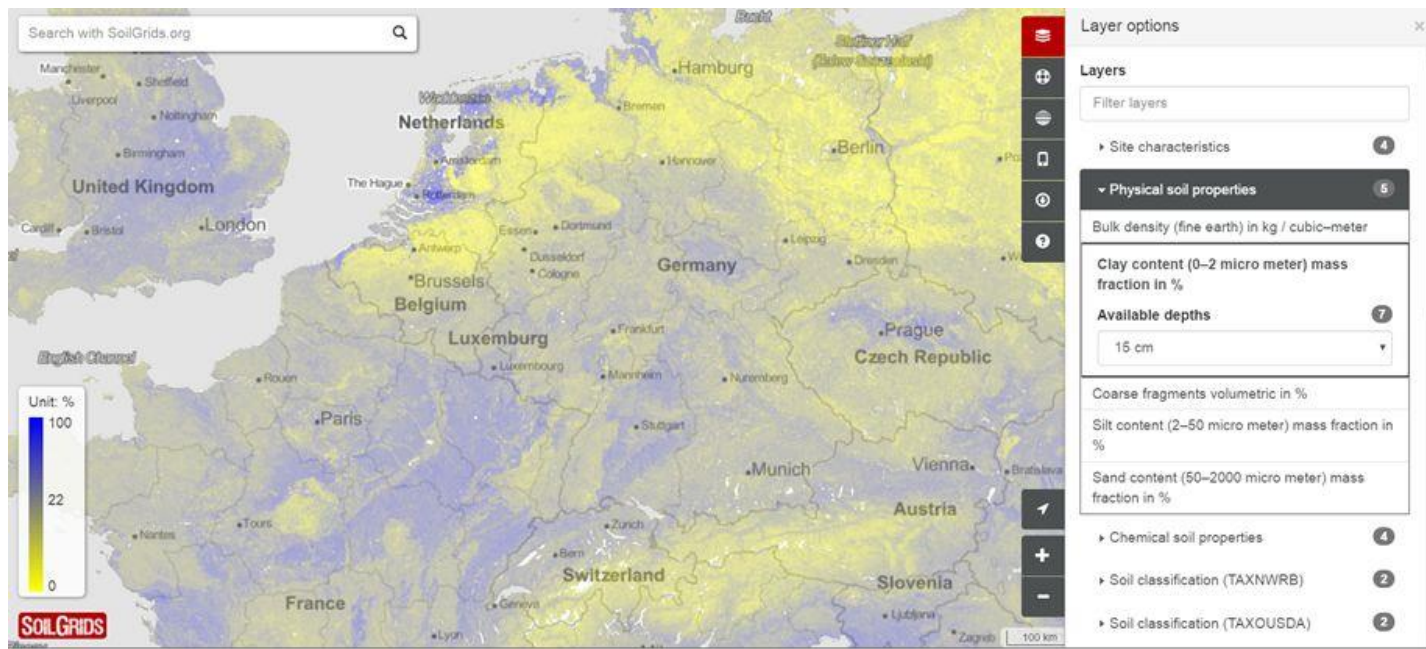 Search with SoilGrids.org
Bucht
Stettiner Haff
Manchester
Sheffield
Liverpool
Nottingham
Birmingham
United Kingdom
Cardiff
Bristol
London
English Channel
Waddenzee
Netherlands
Amsterdam
The Hague
Rotterdam
Antwerp
Brussels
Belgium
Luxemburg
Luxembourg
Hamburg
Bremen
Hannover
Berlin
Essen
Dortmund
Dusseldorf
Cologne
Germany
Leipzig
Dresden
Frankfurt
Mannheim
Nuremberg
Stuttgart
Munich
Prague
Czech Republic
Vienna
Bratislava
Austria
Rouen
Paris
Tours
Nantes
France
Lyon
Zurich
Bern
Switzerland
Geneva
Slovenia
Ljubljana
Zagreb
100 km
Unit: %
100
22
0
SOILGRIDS
Layer options
×
Layers
Filter layers
Site characteristics 4
Physical soil properties 5
Bulk density (fine earth) in kg / cubic–meter
Clay content (0–2 micro meter) mass
fraction in %
Available depths 7
15 cm
Coarse fragments volumetric in %
Silt content (2–50 micro meter) mass fraction in
%
Sand content (50–2000 micro meter) mass
fraction in %
Chemical soil properties 4
Soil classification (TAXNWRB) 2
Soil classification (TAXOUSDA) 2